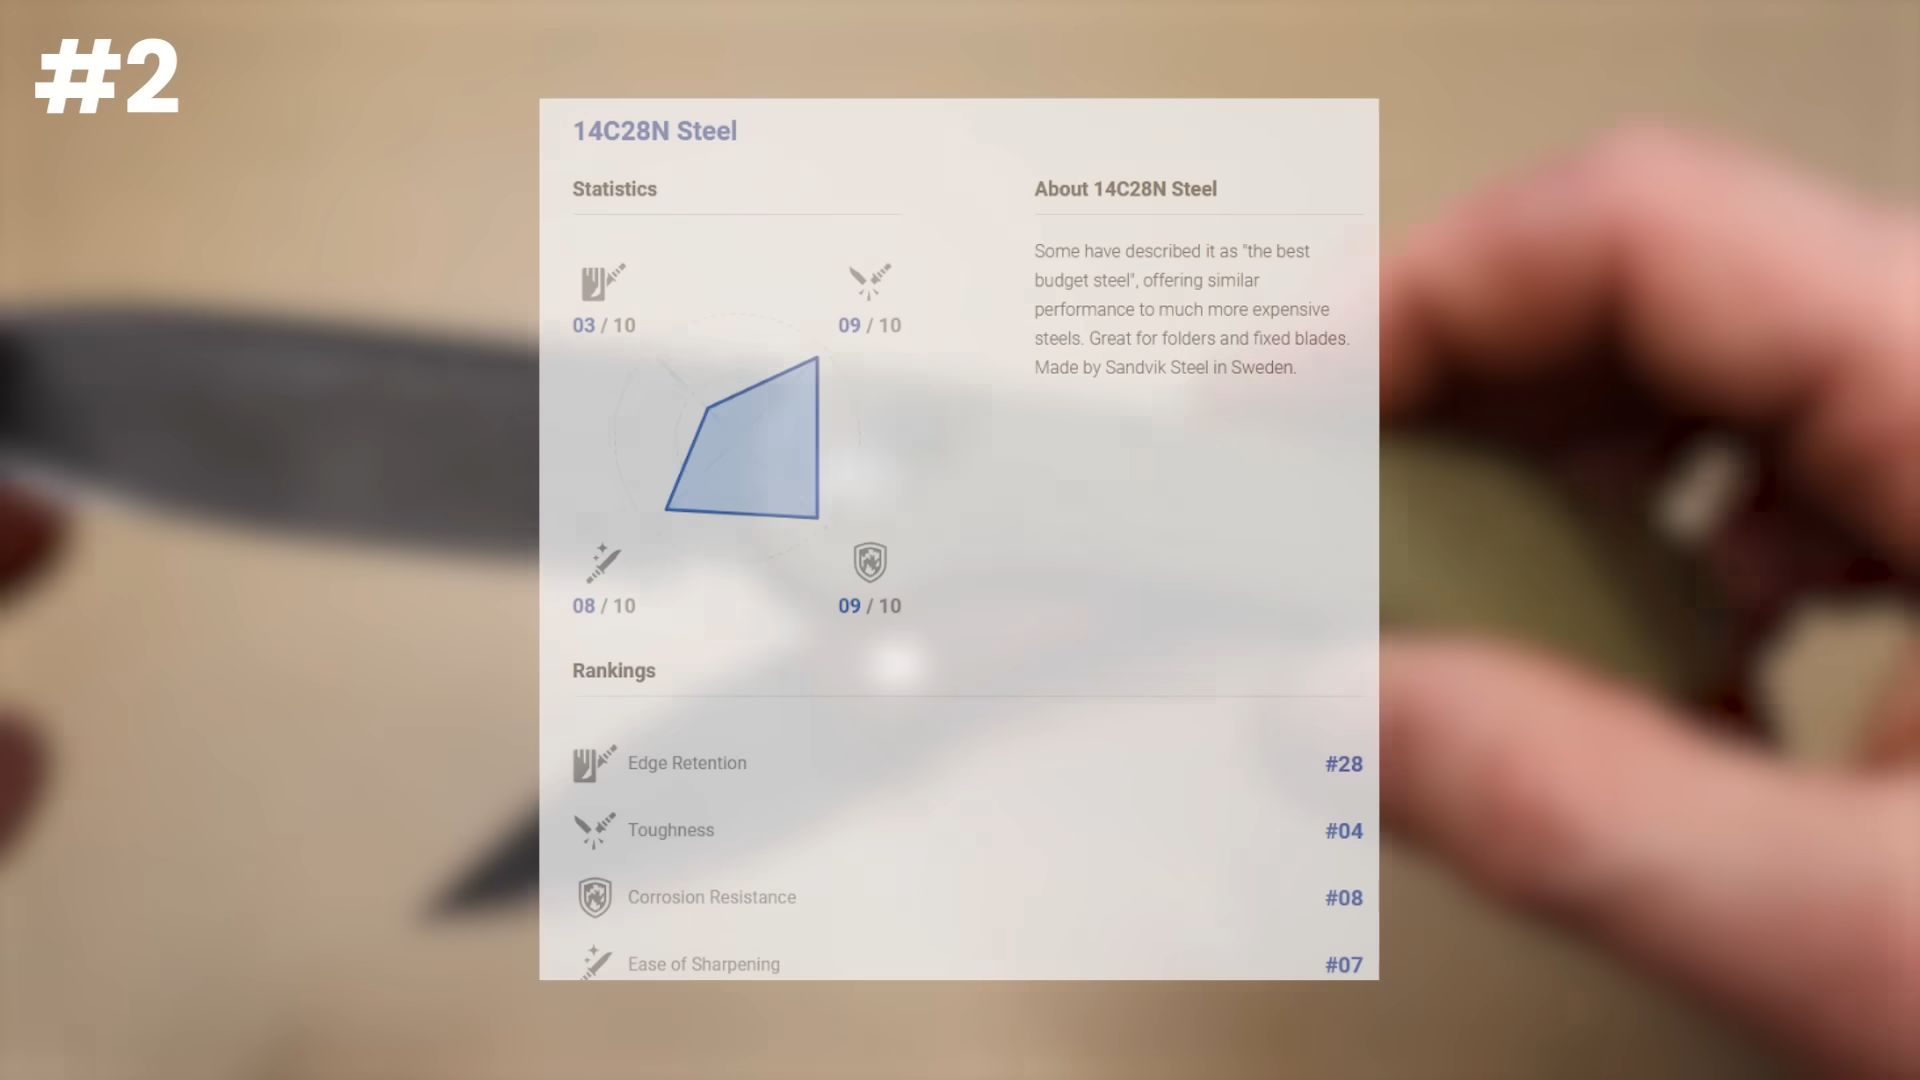 #2
14C28N Steel
Statistics
03 / 10
09 / 10
08 / 10
09 / 10
About 14C28N Steel
Some have described it as "the best
budget steel", offering similar
performance to much more expensive
steels. Great for folders and fixed blades.
Made by Sandvik Steel in Sweden.
Rankings
Edge Retention #28
Toughness #04
Corrosion Resistance #08
Ease of Sharpening #07